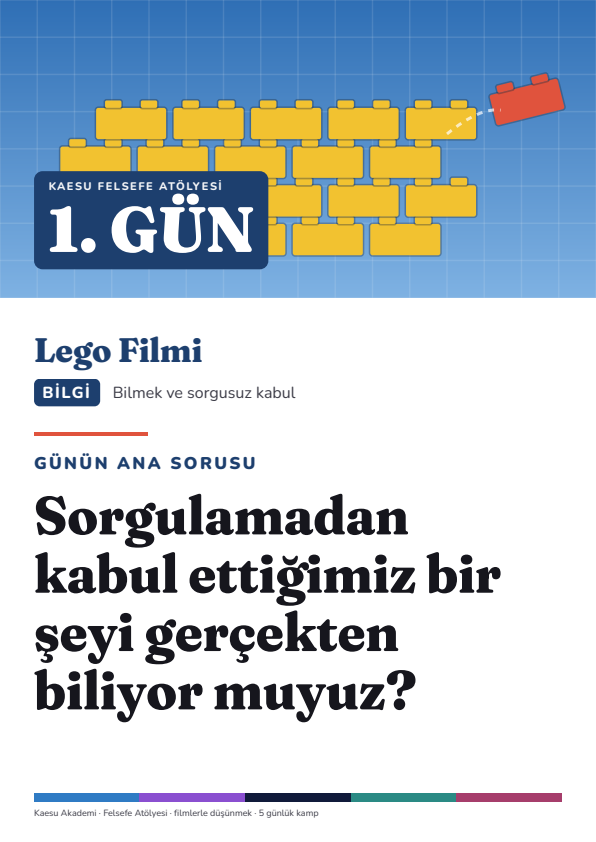 KAESU FELSEFE ATÖLYESİ
1. GÜN
Lego Filmi
BİLGİ Bilmek ve sorgusuz kabul
GÜNÜN ANA SORUSU
Sorgulamadan
kabul ettiğimiz bir
şeyi gerçekten
biliyor muyuz?
Kaesu Akademi · Felsefe Atölyesi · filmlerle düşünmek · 5 günlük kamp